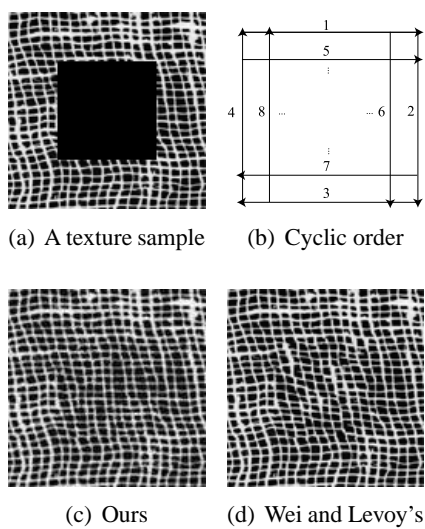 1
5
4
8
6
2
7
3
(a) A texture sample
(b) Cyclic order
(c) Ours
(d) Wei and Levoy's